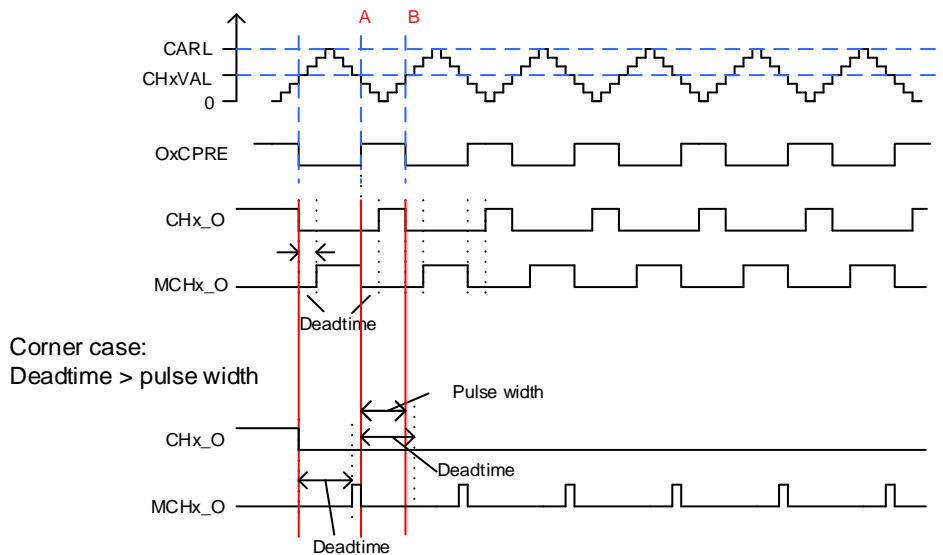 A B
CARL
CHxVAL
0
OxCPRE
CHx_O
MCHx_O
Deadtime
Corner case:
Deadtime > pulse width
Pulse width
CHx_O
Deadtime
MCHx_O
Deadtime